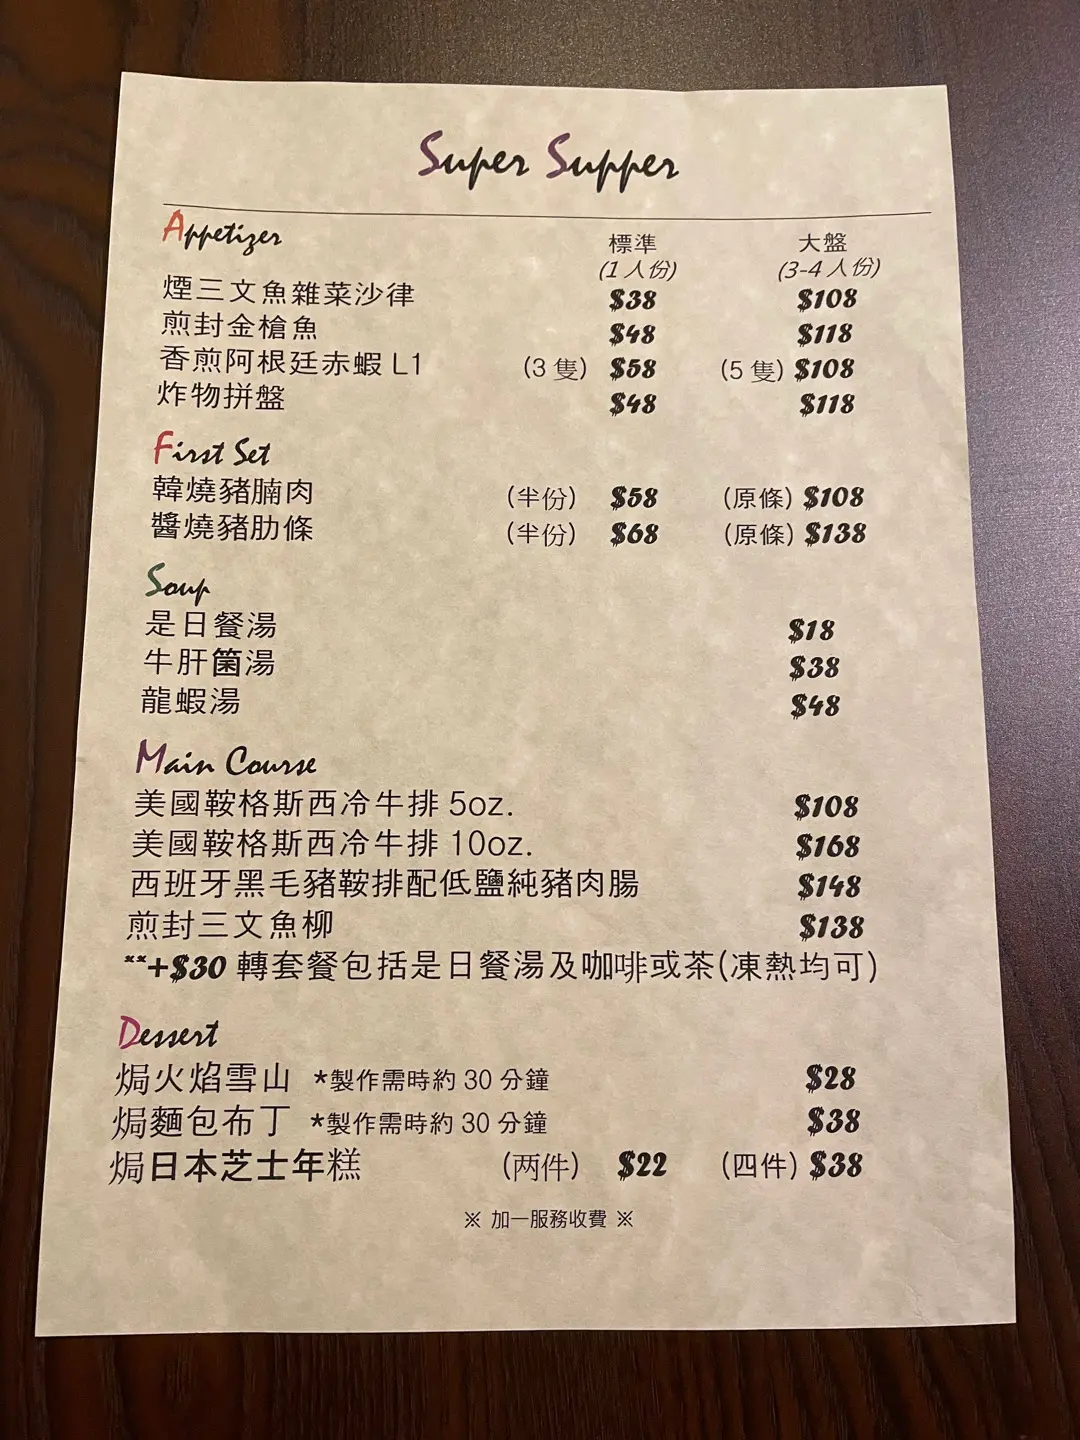 Super Supper
Appetizer
標準 大盤
(1 人份) (3-4 人份)
煙三文魚雜菜沙律 $38 $108
煎封金槍魚 $48 $118
香煎阿根廷赤蝦 L1 (3 隻) $58 (5 隻) $108
炸物拼盤 $48 $118
First Set
韓燒豬腩肉 (半份) $58 (原條) $108
醬燒豬肋條 (半份) $68 (原條) $138
Soup
是日餐湯 $18
牛肝箘湯 $38
龍蝦湯 $48
Main Course
美國鞍格斯西冷牛排 5oz. $108
美國鞍格斯西冷牛排 10oz. $168
西班牙黑毛豬鞍排配低鹽純豬肉腸 $148
煎封三文魚柳 $138
**+$30 轉套餐包括是日餐湯及咖啡或茶(凍熱均可)
Dessert
焗火焰雪山 *製作需時約 30 分鐘 $28
焗麵包布丁 *製作需時約 30 分鐘 $38
焗日本芝士年糕 (两件) $22 (四件) $38
※ 加一服務收費 ※